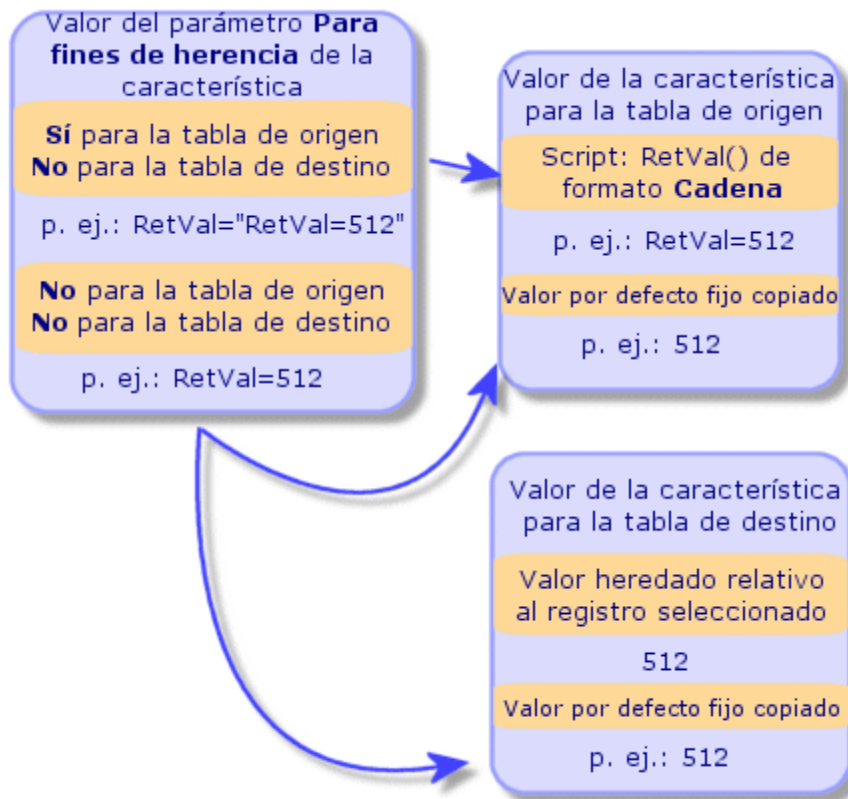 Valor del parámetro Para
fines de herencia de la
característica
Sí para la tabla de origen
No para la tabla de destino
p. ej.: RetVal="RetVal=512"
No para la tabla de origen
No para la tabla de destino
p. ej.: RetVal=512
Valor de la característica
para la tabla de origen
Script: RetVal() de
formato Cadena
p. ej.: RetVal=512
Valor por defecto fijo copiado
p. ej.: 512
Valor de la característica
para la tabla de destino
Valor heredado relativo
al registro seleccionado
512
Valor por defecto fijo copiado
p. ej.: 512